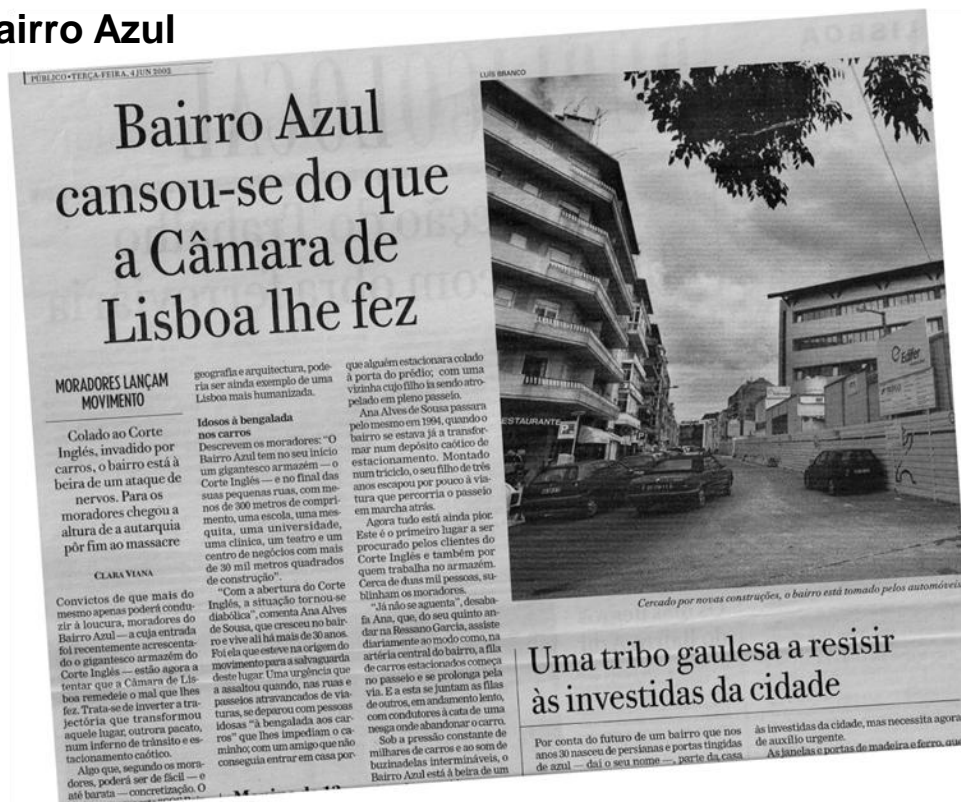 airro Azul
PÚBLICO•TERÇA-FEIRA, 4 JUN 2002
Bairro Azul
cansou-se do que
a Câmara de
Lisboa lhe fez
MORADORES LANÇAM
MOVIMENTO
Colado ao Corte
Inglés, invadido por
carros, o bairro está à
beira de um ataque de
nervos. Para os
moradores chegou a
altura de a autarquia
pôr fim ao massacre
CLARA VIANA
Convictos de que mais do
mesmo apenas poderá condu-
zir à loucura, moradores do
Bairro Azul — a cuja entrada
foi recentemente acrescenta-
do o gigantesco armazém do
Corte Inglés — estão agora a
tentar que a Câmara de Lis-
boa remedeie o mal que lhes
fez. Trata-se de inverter a tra-
jectória que transformou
aquele lugar, outrora pacato,
num inferno de trânsito e es-
tacionamento caótico.
Algo que, segundo os mora-
dores, poderá ser de fácil — e
até barata — concretização. O
geografia e arquitectura, pode-
ria ser ainda exemplo de uma
Lisboa mais humanizada.
Idosos à bengalada
nos carros
Descrevem os moradores: "O
Bairro Azul tem no seu início
um gigantesco armazém — o
Corte Inglés — e no final das
suas pequenas ruas, com me-
nos de 300 metros de compri-
mento, uma escola, uma mes-
quita, uma universidade,
uma clínica, um teatro e um
centro de negócios com mais
de 30 mil metros quadrados
de construção".
"Com a abertura do Corte
Inglés, a situação tornou-se
diabólica", comenta Ana Alves
de Sousa, que cresceu no bair-
ro e vive ali há mais de 30 anos.
Foi ela que esteve na origem do
movimento para a salvaguarda
deste lugar. Uma urgência que
a assaltou quando, nas ruas e
passeios atravancados de via-
turas, se deparou com pessoas
idosas "à bengalada aos car-
ros" que lhes impediam o ca-
minho; com um amigo que não
conseguia entrar em casa por-
que alguém estacionara colado
à porta do prédio; com uma
vizinha cujo filho ia sendo atro-
pelado em pleno passeio.
Ana Alves de Sousa passara
pelo mesmo em 1994, quando o
bairro se estava já a transfor-
mar num depósito caótico de
estacionamento. Montado
num triciclo, o seu filho de três
anos escapou por pouco à via-
tura que percorria o passeio
em marcha atrás.
Agora tudo está ainda pior.
Este é o primeiro lugar a ser
procurado pelos clientes do
Corte Inglés e também por
quem trabalha no armazém.
Cerca de duas mil pessoas, su-
blinham os moradores.
"Já não se aguenta", desaba-
fa Ana, que, do seu quinto an-
dar na Ressano Garcia, assiste
diariamente ao modo como, na
artéria central do bairro, a fila
de carros estacionados começa
no passeio e se prolonga pela
via. E a esta se juntam as filas
de outros, em andamento lento,
com condutores à cata de uma
nesga onde abandonar o carro.
Sob a pressão constante de
milhares de carros e ao som de
buzinadelas intermináveis, o
Bairro Azul está à beira de um
LUÍS BRANCO
RESTAURANTE
P
Edifer
Cercado por novas construções, o bairro está tomado pelos automóveis
Uma tribo gaulesa a resisir
às investidas da cidade
Por conta do futuro de um bairro que nos
anos 30 nasceu de persianas e portas tingidas
de azul — daí o seu nome —, parte da casa
às investidas da cidade, mas necessita agora
de auxílio urgente.
As janelas e portas de madeira e ferro, que